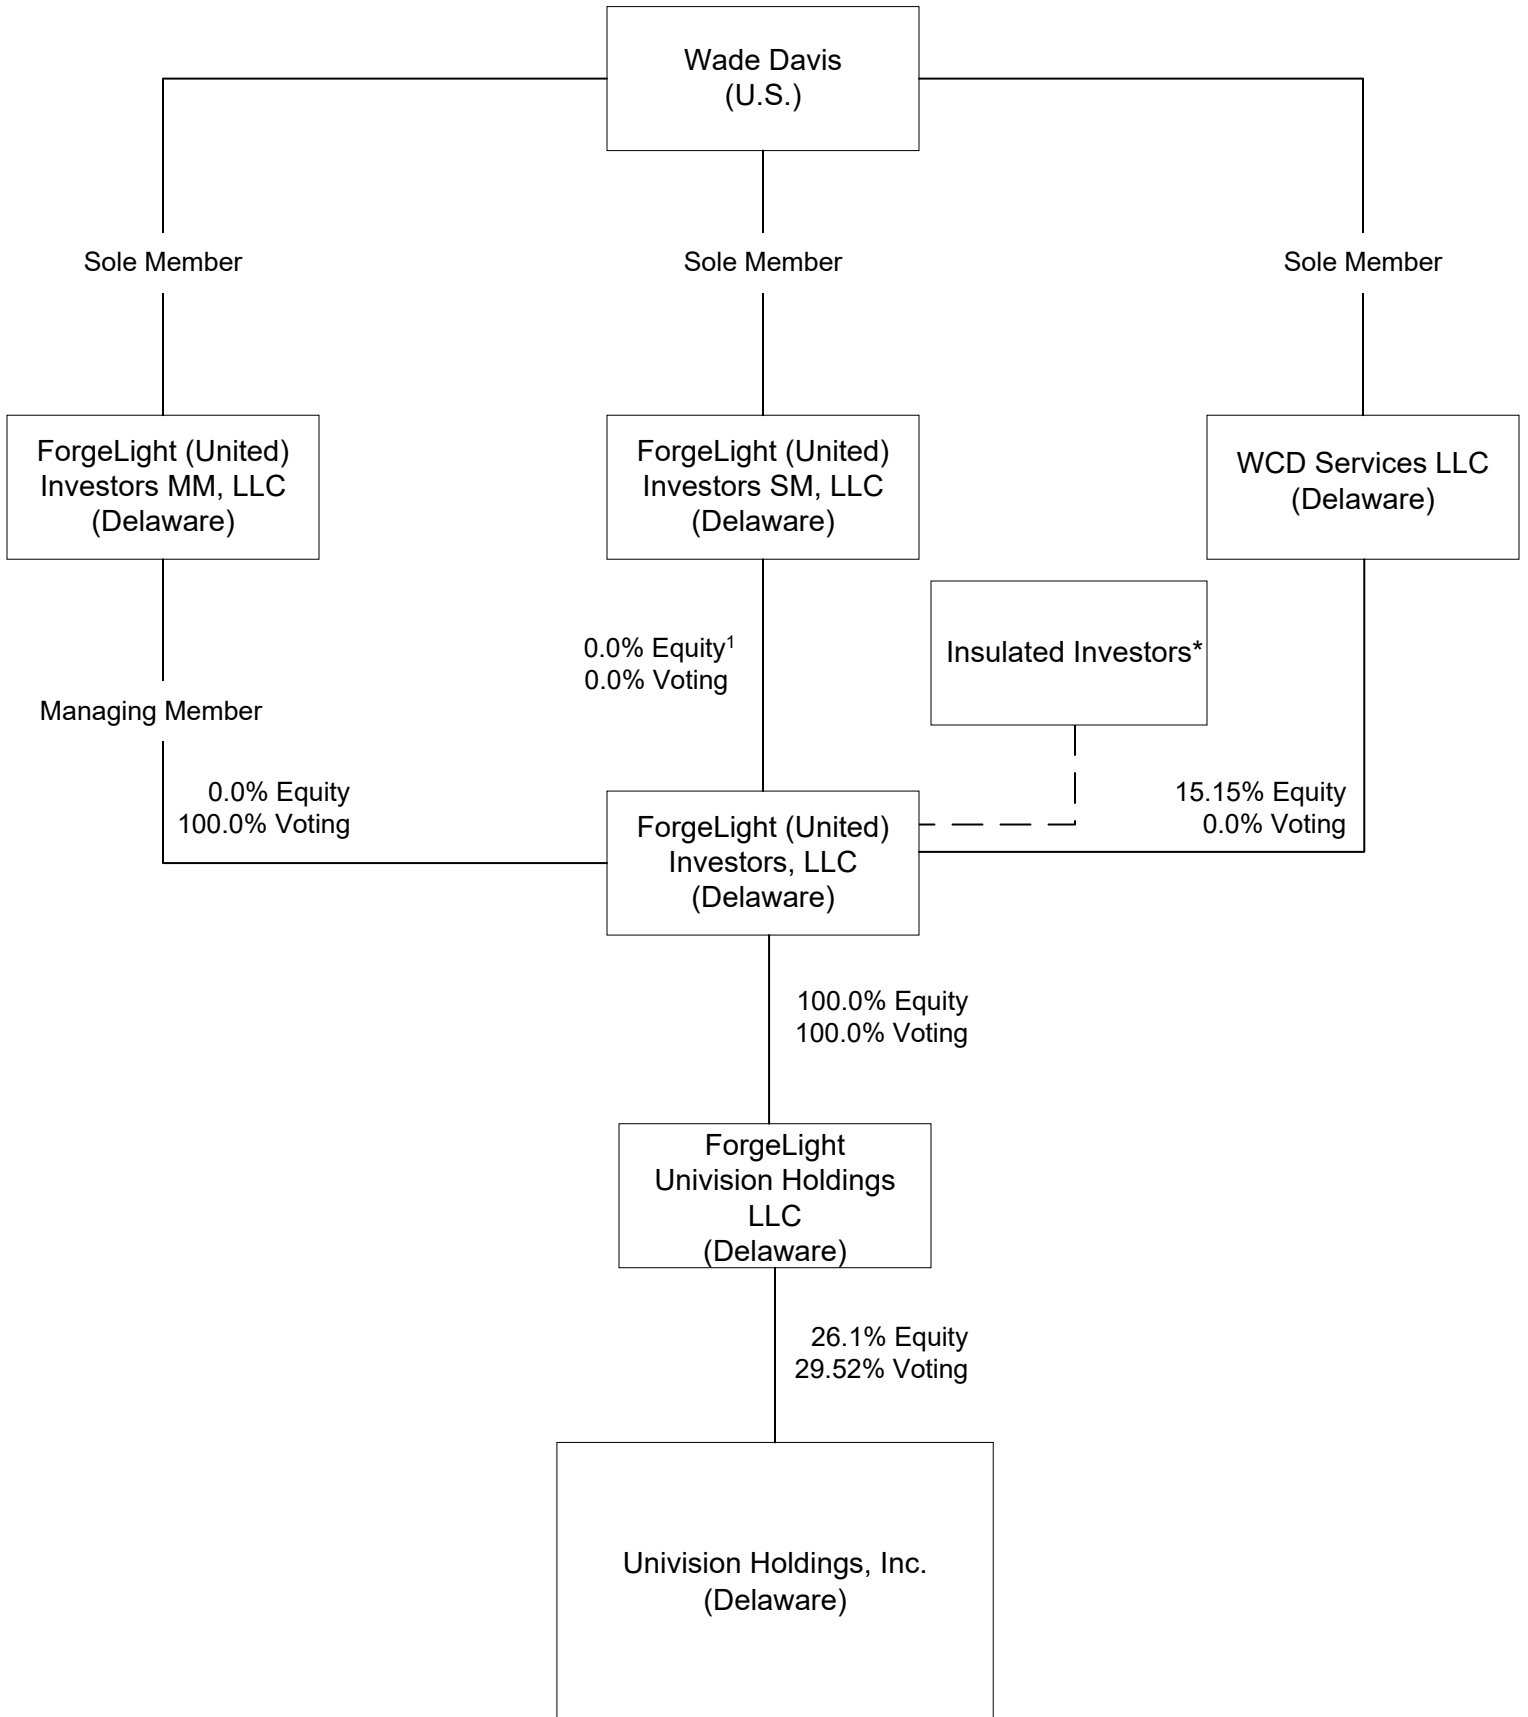 Wade Davis
(U.S.)
Sole Member
Sole Member
Sole Member
ForgeLight (United)
Investors MM, LLC
(Delaware)
ForgeLight (United)
Investors SM, LLC
(Delaware)
WCD Services LLC
(Delaware)
0.0% Equity¹
0.0% Voting
Insulated Investors*
Managing Member
0.0% Equity
100.0% Voting
15.15% Equity
0.0% Voting
ForgeLight (United)
Investors, LLC
(Delaware)
100.0% Equity
100.0% Voting
ForgeLight
Univision Holdings
LLC
(Delaware)
26.1% Equity
29.52% Voting
Univision Holdings, Inc.
(Delaware)